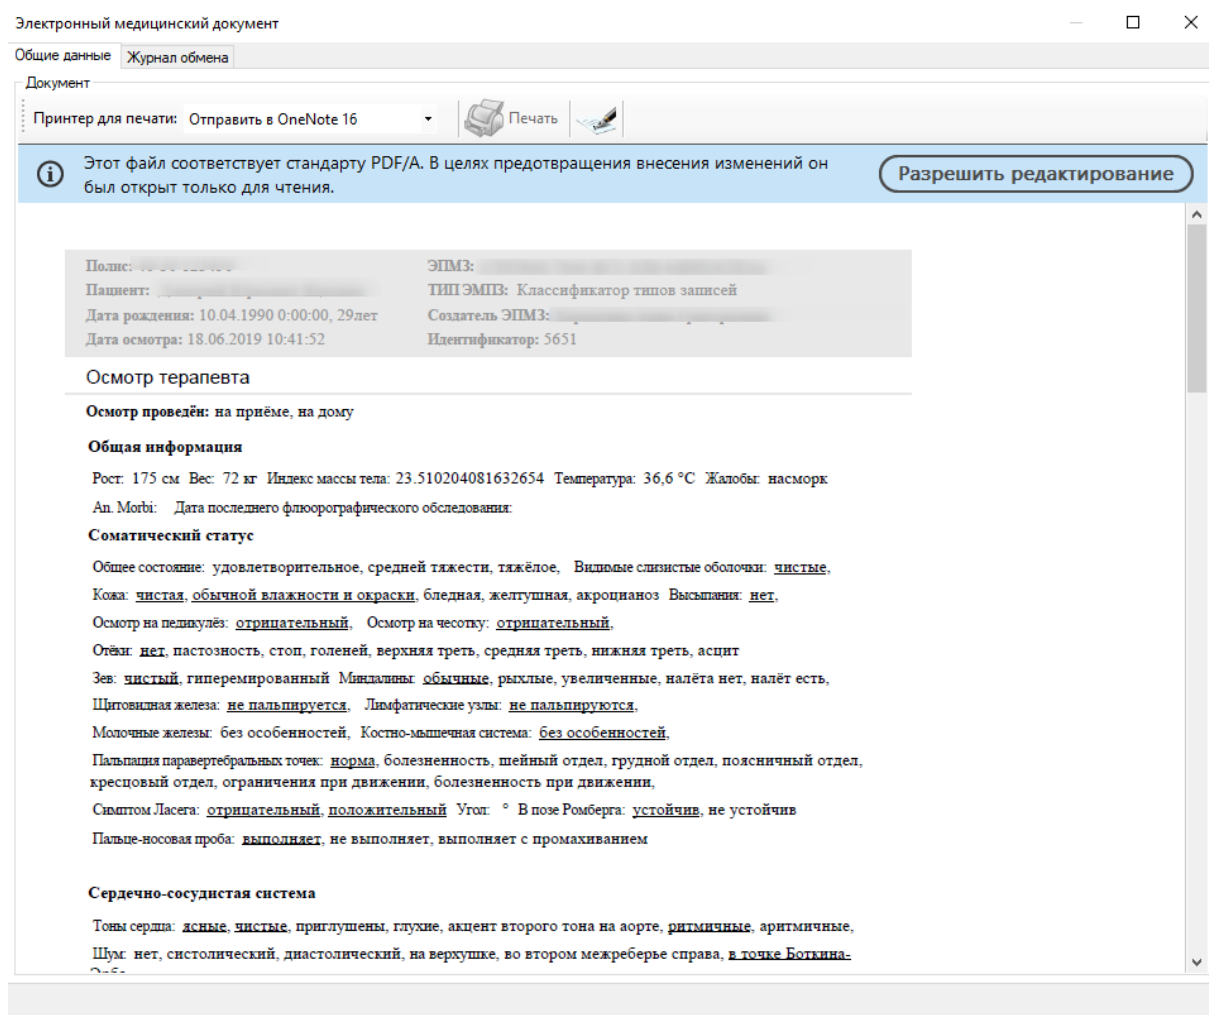 Электронный медицинский документ
Общие данные Журнал обмена
Документ
Принтер для печати: Отправить в OneNote 16 Печать
Этот файл соответствует стандарту PDF/A. В целях предотвращения внесения изменений он
был открыт только для чтения.
Разрешить редактирование
Полис: ЭПМЗ:
Пациент: ТИП ЭМПЗ: Классификатор типов записей
Дата рождения: 10.04.1990 0:00:00, 29лет Создатель ЭПМЗ:
Дата осмотра: 18.06.2019 10:41:52 Идентификатор: 5651
Осмотр терапевта
Осмотр проведён: на приёме, на дому
Общая информация
Рост: 175 см Вес: 72 кг Индекс массы тела: 23.510204081632654 Температура: 36,6 °C Жалобы: насморк
An. Morbi: Дата последнего флюорографического обследования:
Соматический статус
Общее состояние: удовлетворительное, средней тяжести, тяжёлое, Видимые слизистые оболочки: чистые,
Кожа: чистая, обычной влажности и окраски, бледная, желтушная, акроцианоз Высыпания: нет,
Осмотр на педикулёз: отрицательный, Осмотр на чесотку: отрицательный,
Отёки: нет, пастозность, стоп, голеней, верхняя треть, средняя треть, нижняя треть, асцит
Зев: чистый, гиперемированный Миндалины: обычные, рыхлые, увеличенные, налёта нет, налёт есть,
Щитовидная железа: не пальпируется, Лимфатические узлы: не пальпируются,
Молочные железы: без особенностей, Костно-мышечная система: без особенностей,
Пальпация паравертебральных точек: норма, болезненность, шейный отдел, грудной отдел, поясничный отдел,
кресцовый отдел, ограничения при движении, болезненность при движении,
Симптом Ласега: отрицательный, положительный Угол: ° В позе Ромберга: устойчив, не устойчив
Пальце-носовая проба: выполняет, не выполняет, выполняет с промахиванием
Сердечно-сосудистая система
Тоны сердца: ясные, чистые, приглушены, глухие, акцент второго тона на аорте, ритмичные, аритмичные,
Шум: нет, систолический, диастолический, на верхушке, во втором межреберье справа, в точке Боткина-